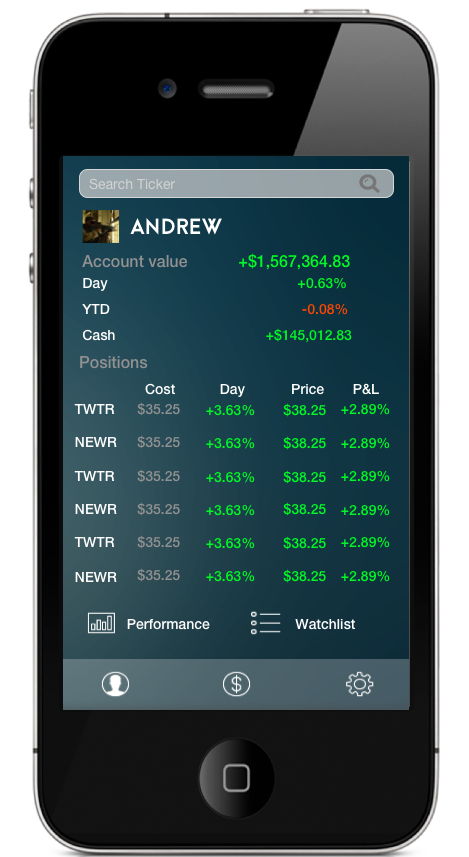 Search Ticker
ANDREW
Account value +$1,567,364.83
Day +0.63%
YTD -0.08%
Cash +$145,012.83
Positions
Cost Day Price P&L
TWTR $35.25 +3.63% $38.25 +2.89%
NEWR $35.25 +3.63% $38.25 +2.89%
TWTR $35.25 +3.63% $38.25 +2.89%
NEWR $35.25 +3.63% $38.25 +2.89%
TWTR $35.25 +3.63% $38.25 +2.89%
NEWR $35.25 +3.63% $38.25 +2.89%
Performance Watchlist
$